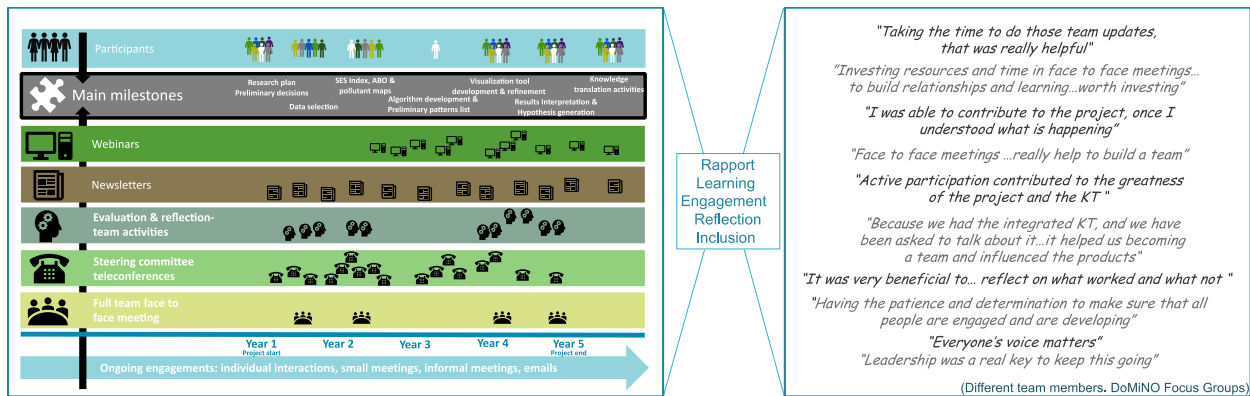 Participants
Main milestones
Research plan
Preliminary decisions
Data selection
SES Index, ABO &
pollutant maps
Algorithm development &
Preliminary patterns list
Visualization tool
development & refinement
Results Interpretation &
Hypothesis generation
Knowledge
translation activities
Webinars
Newsletters
Evaluation & reflection-
team activities
Steering committee
teleconferences
Full team face to
face meeting
Year 1
Project start
Year 2
Year 3
Year 4
Year 5
Project end
Ongoing engagements: individual interactions, small meetings, informal meetings, emails
Rapport
Learning
Engagement
Reflection
Inclusion
“Taking the time to do those team updates,
that was really helpful“
“Investing resources and time in face to face meetings…
to build relationships and learning…worth investing”
“I was able to contribute to the project, once I
understood what is happening”
“Face to face meetings …really help to build a team”
“Active participation contributed to the greatness
of the project and the KT “
“Because we had the integrated KT, and we have
been asked to talk about it…it helped us becoming
a team and influenced the products“
“It was very beneficial to… reflect on what worked and what not “
“Having the patience and determination to make sure that all
people are engaged and are developing”
“Everyone’s voice matters”
“Leadership was a real key to keep this going”
(Different team members. DoMiNO Focus Groups)